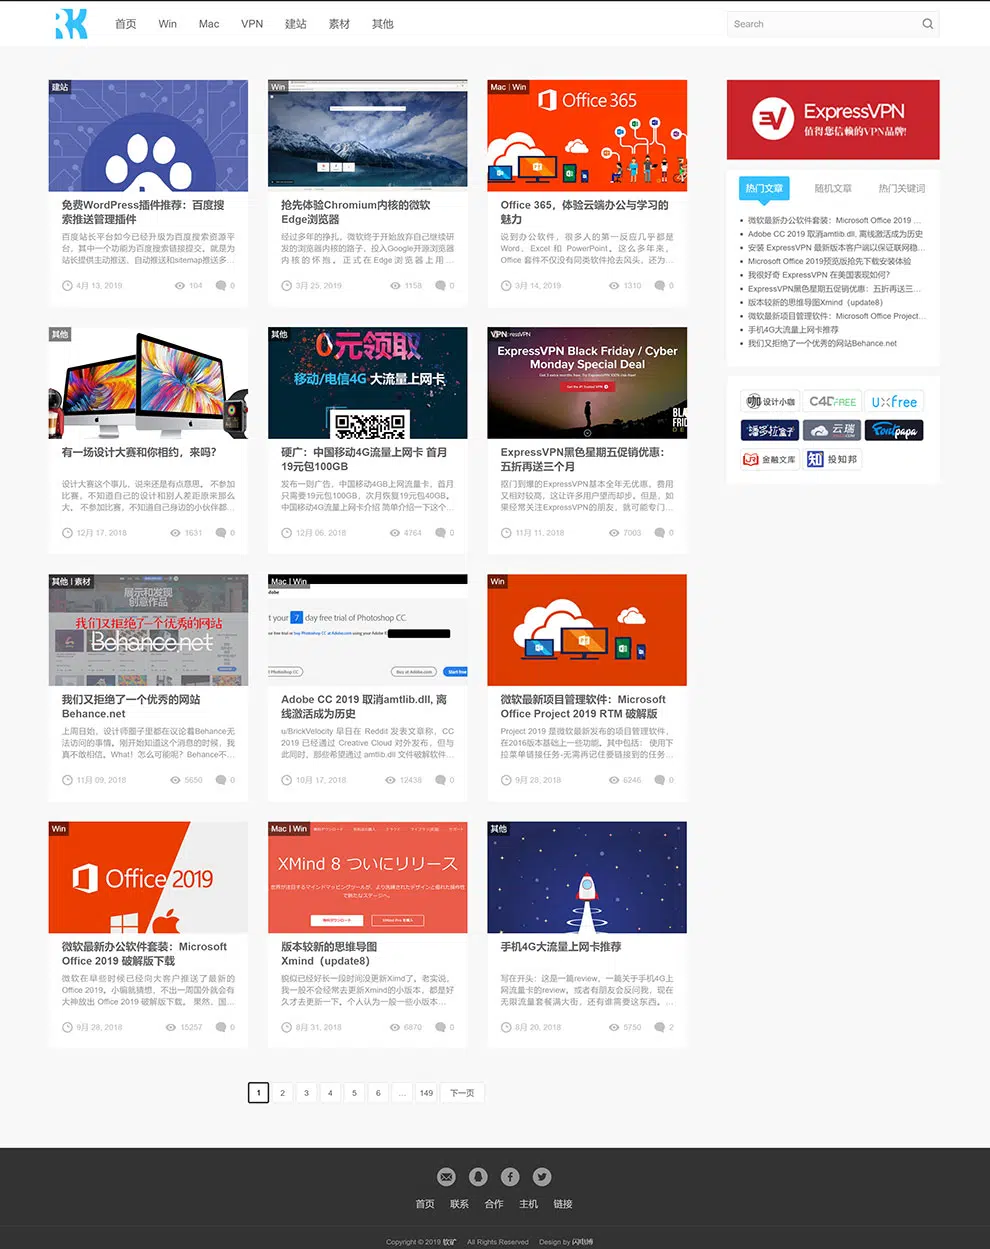 RK 首页 Win Mac VPN 建站 素材 其他 Search
建站
免费WordPress插件推荐：百度搜
索推送管理插件
百度站长平台如今已经升级为百度搜索资源平
台，其中一个功能为百度搜索链接提交。就是为
站长提供主动推送、自动推送和sitemap推送多...
4月 13, 2019 104 0
Win
抢先体验Chromium内核的微软
Edge浏览器
经过多年的挣扎，微软终于开始放弃自己继续研
发的浏览器内核的路子，投入Google开源浏览器
内核的怀抱。正式在Edge浏览器上用...
3月 25, 2019 1158 0
Mac | Win
Office 365
Office 365，体验云端办公与学习的
魅力
说到办公软件，很多人的第一反应几乎都是
Word、Excel 和 PowerPoint。这么多年来，
Office 套件不仅没有同类软件抢去风头，还为...
3月 14, 2019 1310 0
其他
有一场设计大赛和你相约，来吗？
设计大赛这个事儿，说来还是有点意思。 不参加
比赛，不知道自己的设计和别人差距原来那么
大。 不参加比赛，不知道自己身边的小伙伴都...
12月 17, 2018 1631 0
其他
0元领取
移动/电信4G 大流量上网卡
硬广：中国移动4G流量上网卡 首月
19元包100GB
发布一则广告，中国移动4GB上网流量卡，首月
只需要19元包100GB，次月恢复19元包40GB。
中国移动4G流量上网卡介绍 简单介绍一下这个...
12月 06, 2018 4764 0
VPN
ExpressVPN Black Friday / Cyber
Monday Special Deal
ExpressVPN黑色星期五促销优惠：
五折再送三个月
抠门到爆的ExpressVPN基本全年无优惠，费用
又相对较高，这让许多用户望而却步。但是，如
果经常关注ExpressVPN的朋友，就可能专门...
11月 11, 2018 7003 0
其他 | 素材
展示和发现
创意作品
我们又拒绝了一个优秀的网站
Behance.net
我们又拒绝了一个优秀的网站
Behance.net
上周日始，设计师圈子里都在议论着Behance无
法访问的事情。刚开始知道这个消息的时候，我
真不敢相信。What！怎么可能呢？Behance不...
11月 09, 2018 5650 0
Mac | Win
t your 7 day free trial of Photoshop CC.
Buy at Adobe.com Start free
Adobe CC 2019 取消amtlib.dll, 离
线激活成为历史
u/BrickVelocity 早日在 Reddit 发表文章称，CC
2019 已经通过 Creative Cloud 对外发布，但与
此同时，那些希望通过 amtlib.dll 文件破解软件...
10月 17, 2018 12438 0
Win
微软最新项目管理软件：Microsoft
Office Project 2019 RTM 破解版
Project 2019 是微软最新发布的项目管理软件，
在2016版本基础上一些功能。其中包括： 使用下
拉菜单链接任务-无需再记住要链接到的任务...
9月 28, 2018 6246 0
Win
Office 2019
微软最新办公软件套装：Microsoft
Office 2019 破解版下载
微软在早些时候已经向大客户推送了最新的
Office 2019。小编就猜想，不出一周国外就会有
大神放出 Office 2019 破解版下载。 果然，国...
9月 28, 2018 15257 0
Mac | Win
XMind 8 ついにリリース
版本较新的思维导图
Xmind（update8）
貌似已经好长一段时间没更新Ximd了。老实说，
我一般不会经常去更新Xmind的小版本，都是好
久才去更新一下。个人认为一般一些小版本...
8月 31, 2018 6870 0
其他
手机4G大流量上网卡推荐
写在开头：这是一篇review，一篇关于手机4G上
网流量卡的review。或者有朋友会反问我，现在
无限流量套餐满大街，还有谁需要这东西。...
8月 20, 2018 5750 2
1 2 3 4 5 6 ... 149 下一页
ExpressVPN
值得您信赖的VPN品牌!
热门文章 随机文章 热门关键词
微软最新办公软件套装：Microsoft Office 2019 ...
Adobe CC 2019 取消amtlib.dll, 离线激活成为历史
安装 ExpressVPN 最新版本客户端以保证联网稳...
Microsoft Office 2019预览版抢先下载安装体验
我很好奇 ExpressVPN 在美国表现如何?
ExpressVPN黑色星期五促销优惠：五折再送三...
版本较新的思维导图Xmind（update8）
微软最新项目管理软件：Microsoft Office Project...
手机4G大流量上网卡推荐
我们又拒绝了一个优秀的网站Behance.net
设计小咖 C4DFREE UXfree
潘多拉盒子 云瑞 Fontpapa
金融文库 投知邦
首页 联系 合作 主机 链接
Copyright © 2019 软矿 All Rights Reserved Design by 闪电博